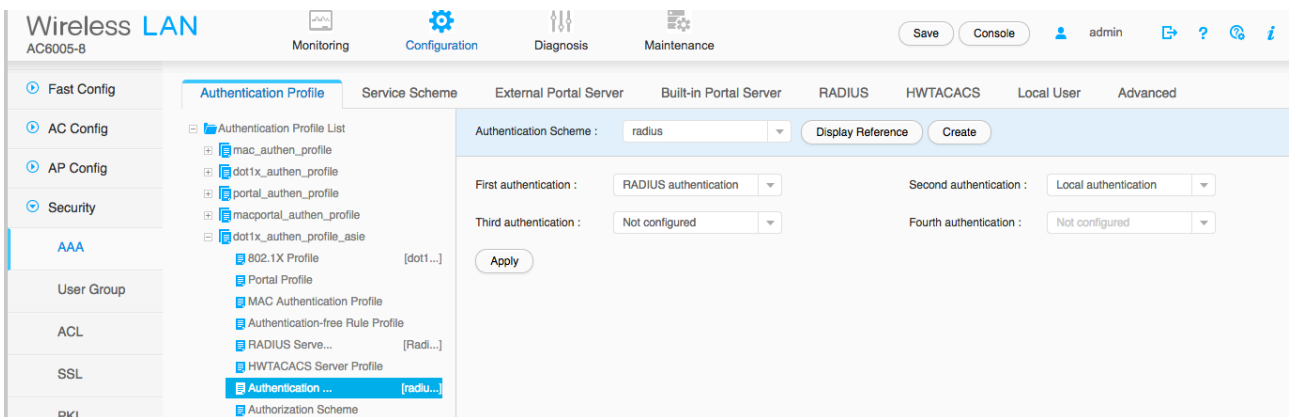 Wireless LAN
AC6005-8
Monitoring
Configuration
Diagnosis
Maintenance
Save
Console
admin
Fast Config
AC Config
AP Config
Security
AAA
User Group
ACL
SSL
PKI
Authentication Profile
Service Scheme
External Portal Server
Built-in Portal Server
RADIUS
HWTACACS
Local User
Advanced
Authentication Profile List
mac_authen_profile
dot1x_authen_profile
portal_authen_profile
macportal_authen_profile
dot1x_authen_profile_asie
802.1X Profile [dot1...]
Portal Profile
MAC Authentication Profile
Authentication-free Rule Profile
RADIUS Serve... [Radi...]
HWTACACS Server Profile
Authentication ... [radiu...]
Authorization Scheme
Authentication Scheme : radius Display Reference Create
First authentication : RADIUS authentication Second authentication : Local authentication
Third authentication : Not configured Fourth authentication : Not configured
Apply